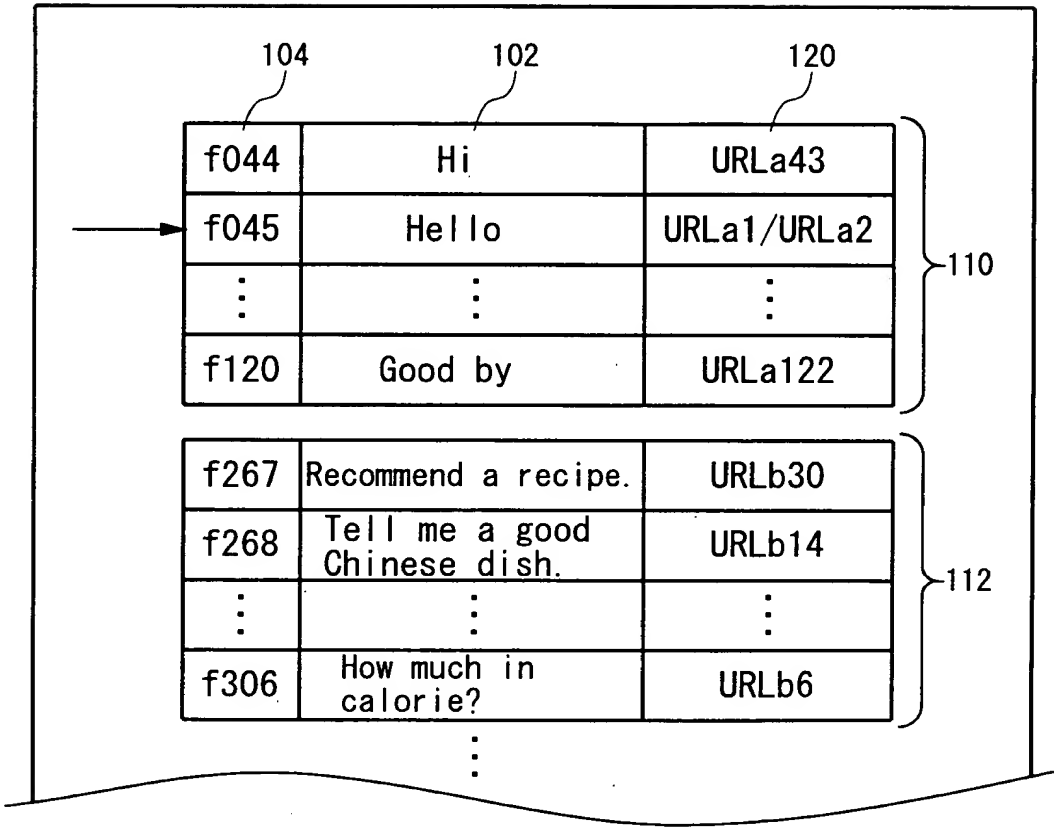 104 102 120
f044 Hi URLa43
f045 Hello URLa1/URLa2
110
f120 Good by URLa122
f267 Recommend a recipe. URLb30
f268 Tell me a good
Chinese dish. URLb14
112
f306 How much in
calorie? URLb6